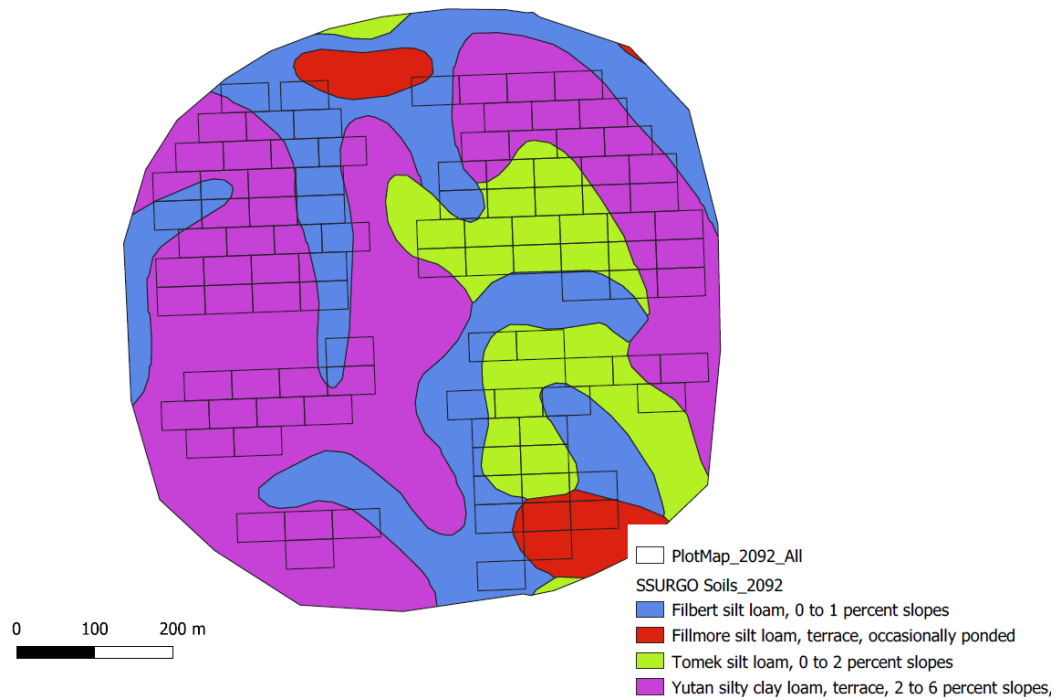 PlotMap_2092_All
SSURGO Soils_2092
Filbert silt loam, 0 to 1 percent slopes
Fillmore silt loam, terrace, occasionally ponded
Tomek silt loam, 0 to 2 percent slopes
Yutan silty clay loam, terrace, 2 to 6 percent slopes,
0 100 200 m